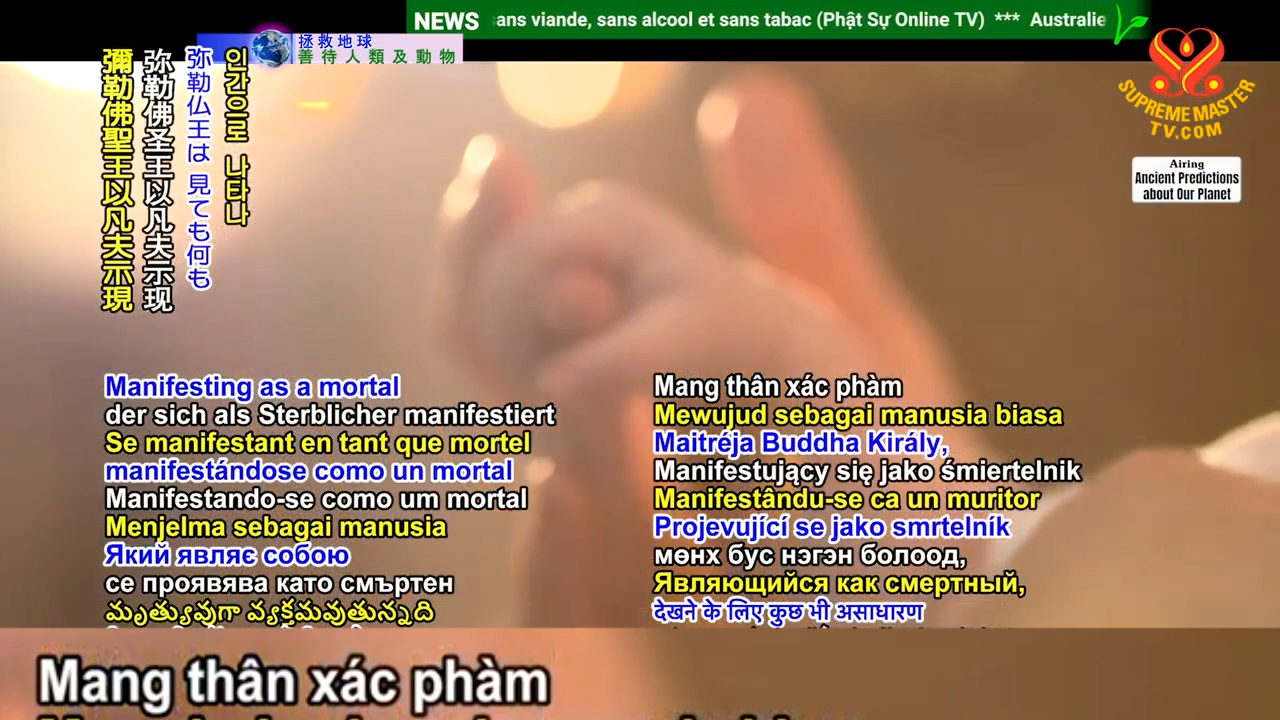 NEWS
ans viande, sans alcool et sans tabac (Phật Sự Online TV) *** Australie
拯救地球
善待人類及動物
SUPREME MASTER
TV.COM
Airing
Ancient Predictions
about Our Planet
彌勒佛聖王以凡夫示現
弥勒佛圣王以凡夫示现
弥勒仏王は 見ても何も
인간으로 나타나
Manifesting as a mortal
der sich als Sterblicher manifestiert
Se manifestant en tant que mortel
manifestándose como un mortal
Manifestando-se como um mortal
Menjelma sebagai manusia
Який являє собою
се проявява като смъртен
మృత్యువుగా వ్యక్తమవుతున్నది
Mang thân xác phàm
Mewujud sebagai manusia biasa
Maitréja Buddha Király,
Manifestujący się jako śmiertelnik
Manifestându-se ca un muritor
Projevující se jako smrtelník
мөнх бус нэгэн болоод,
Являющийся как смертный,
देखने के लिए कुछ भी असाधारण
Mang thân xác phàm